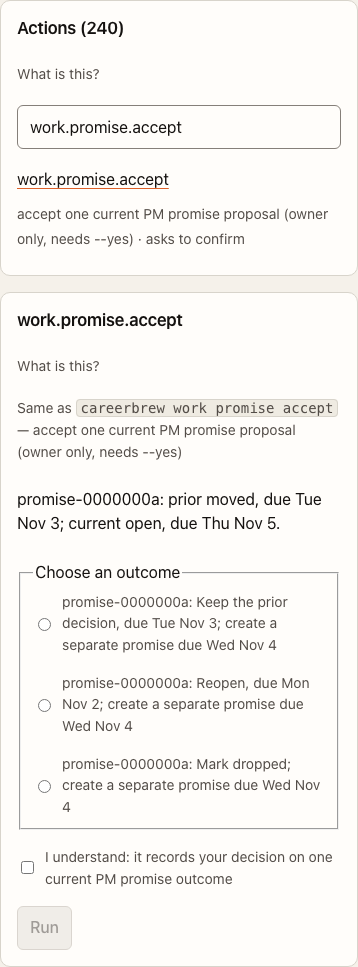 Actions (240)
What is this?
work.promise.accept
work.promise.accept
accept one current PM promise proposal (owner
only, needs --yes) · asks to confirm
work.promise.accept
What is this?
Same as careerbrew work promise accept
— accept one current PM promise proposal
(owner only, needs --yes)
promise-0000000a: prior moved, due Tue
Nov 3; current open, due Thu Nov 5.
Choose an outcome
promise-0000000a: Keep the prior
decision, due Tue Nov 3; create a
separate promise due Wed Nov 4
promise-0000000a: Reopen, due Mon
Nov 2; create a separate promise due
Wed Nov 4
promise-0000000a: Mark dropped;
create a separate promise due Wed Nov
4
I understand: it records your decision on one
current PM promise outcome
Run